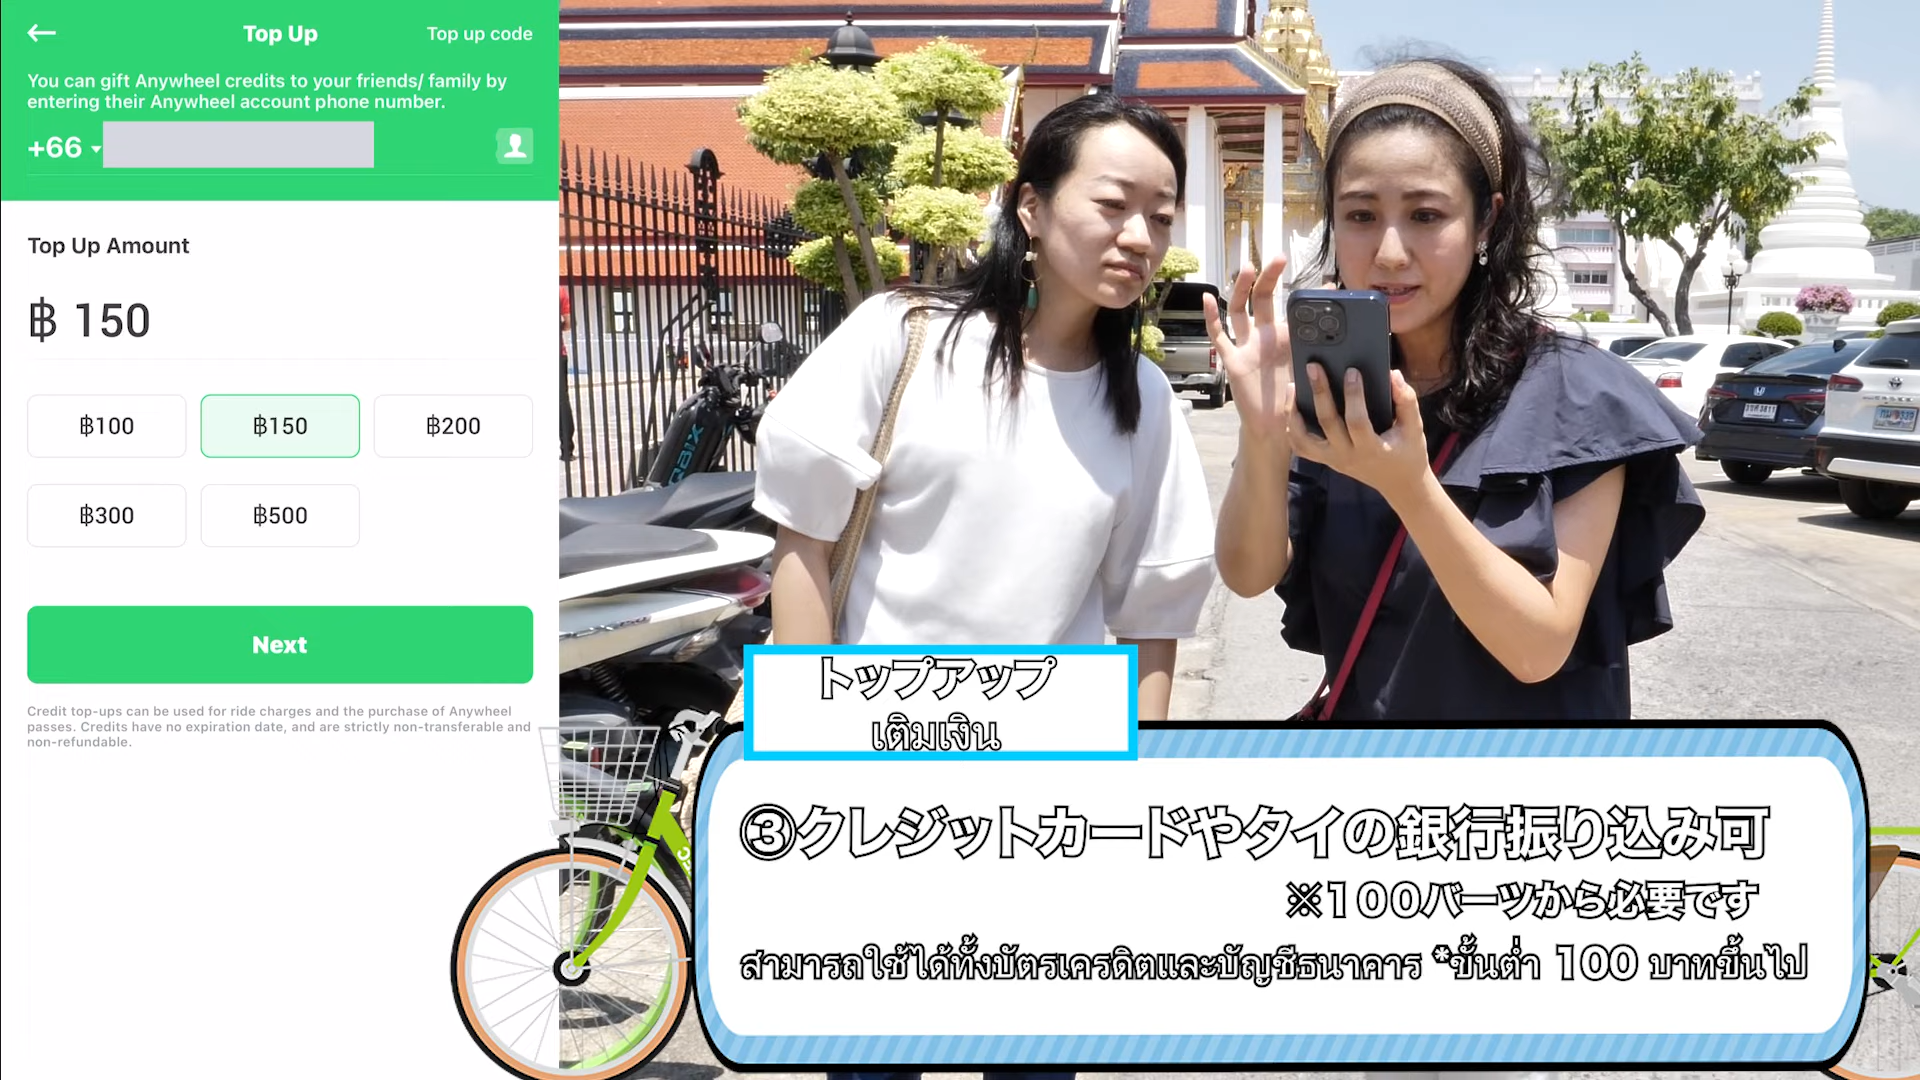 Top Up
Top up code
You can gift Anywheel credits to your friends/ family by
entering their Anywheel account phone number.
+66
Top Up Amount
฿ 150
฿100
฿150
฿200
฿300
฿500
Next
Credit top-ups can be used for ride charges and the purchase of Anywheel
passes. Credits have no expiration date, and are strictly non-transferable and
non-refundable.
QBIX
トップアップ
เติมเงิน
③クレジットカードやタイの銀行振り込み可
※100バーツから必要です
สามารถใช้ได้ทั้งบัตรเครดิตและบัญชีธนาคาร *ขั้นต่ำ 100 บาทขึ้นไป